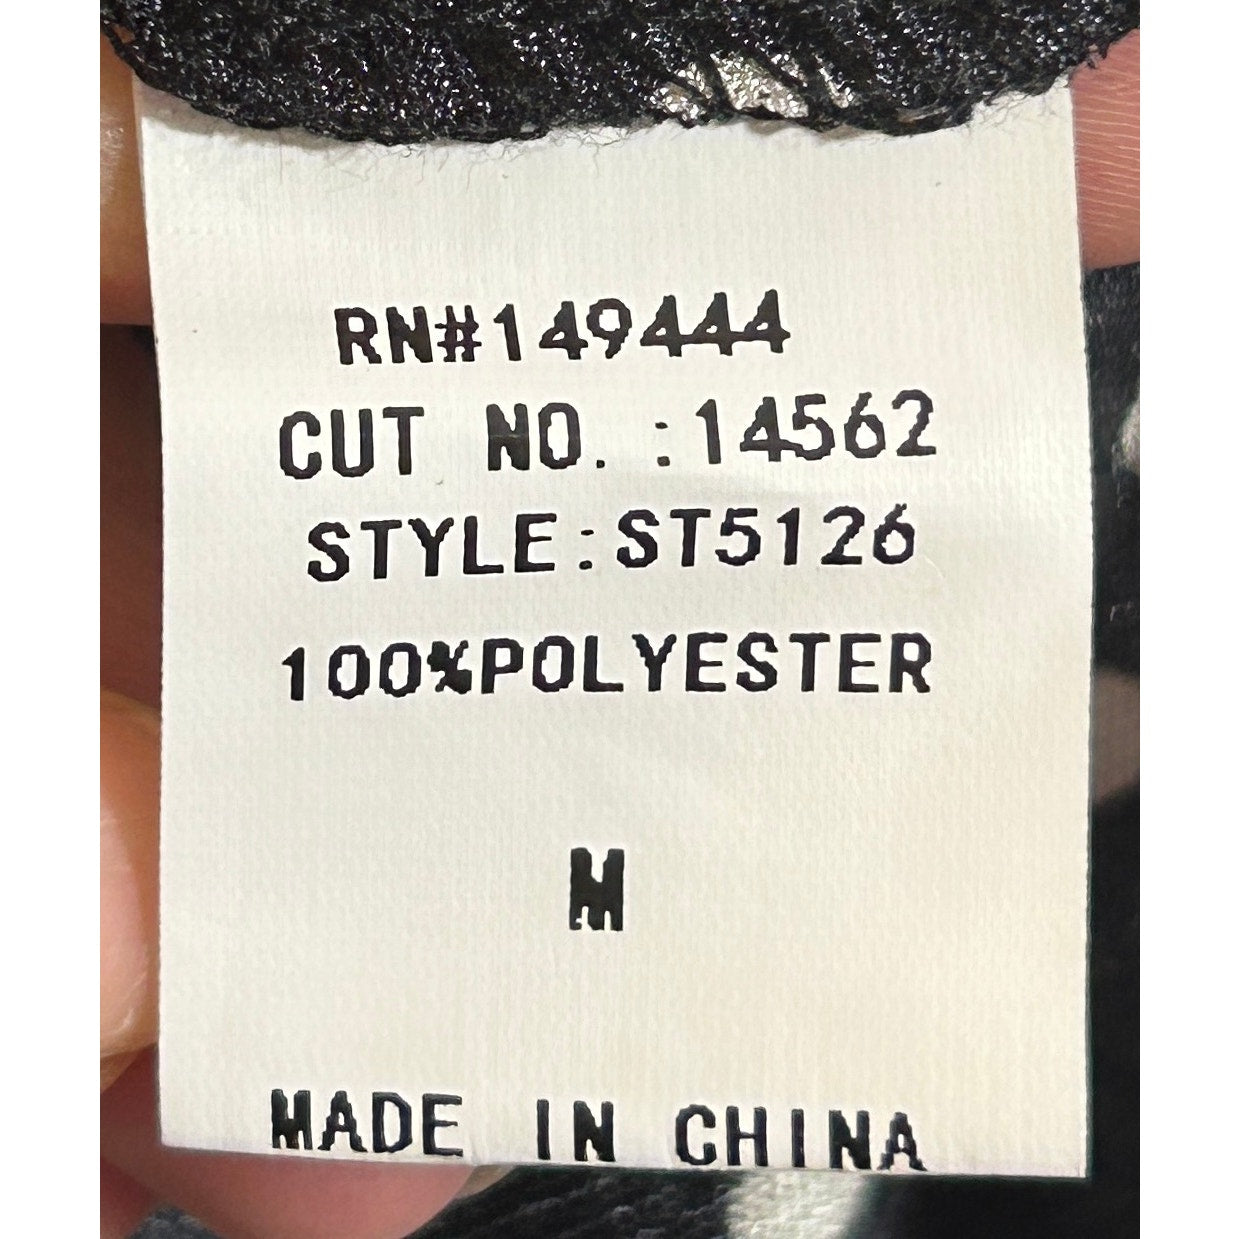 RN#149444
CUT NO.:14562
STYLE:ST5126
100%POLYESTER
M
MADE IN CHINA